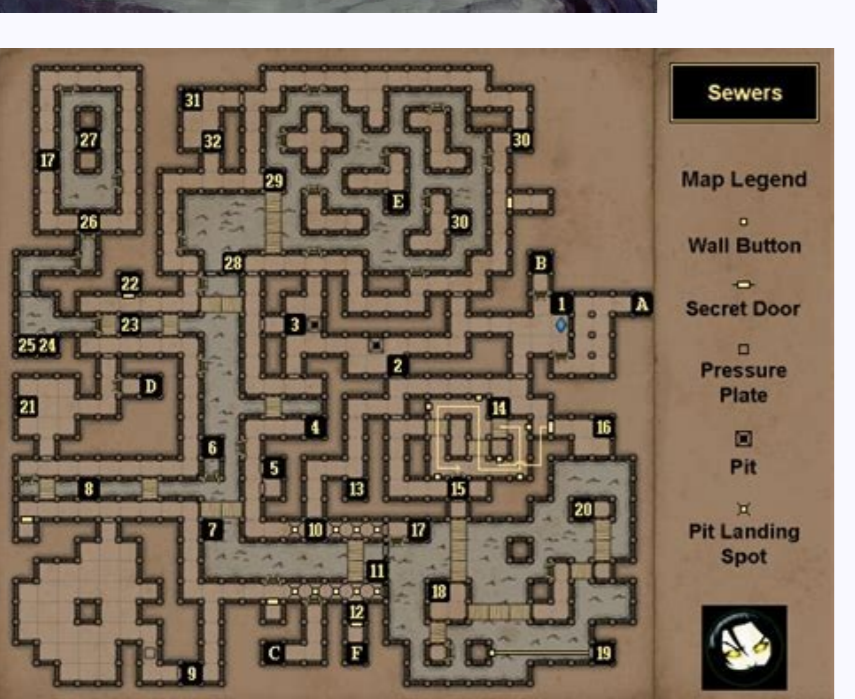 Sewers
Map Legend
Wall Button
Secret Door
Pressure
Plate
Pit
Pit Landing
Spot
31
27
32
30
17
29
E
30
26
28
B
22
1
A
23
3
25 24
2
D
21
14
4
16
6
5
8
13
15
20
7
10
17
11
18
12
C
F
19
9